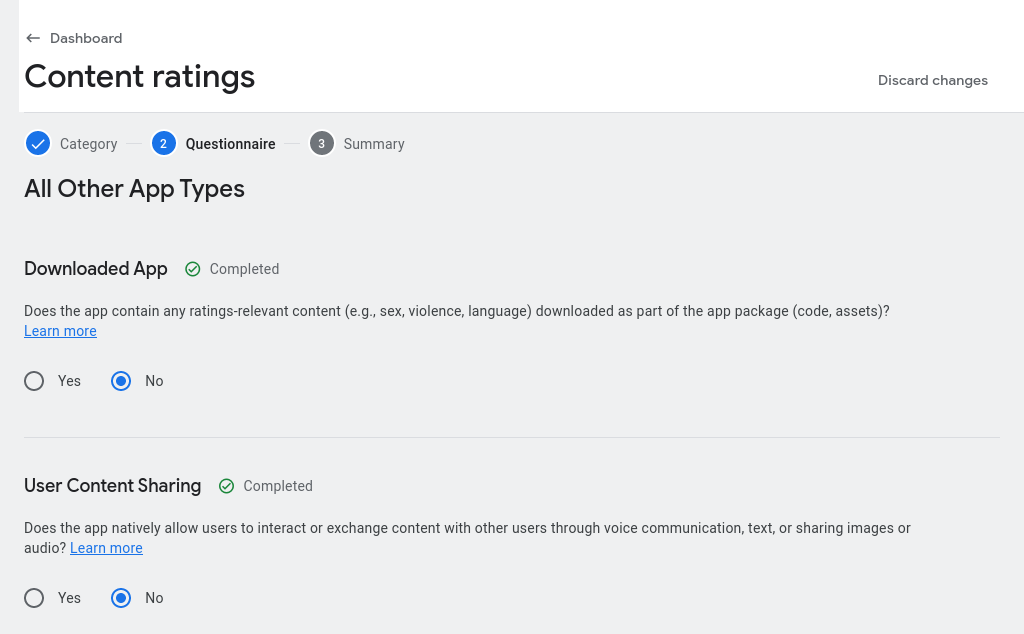 Dashboard
Content ratings
Discard changes
Category
2 Questionnaire
3 Summary
All Other App Types
Downloaded App
Completed
Does the app contain any ratings-relevant content (e.g., sex, violence, language) downloaded as part of the app package (code, assets)?
Learn more
Yes
No
User Content Sharing
Completed
Does the app natively allow users to interact or exchange content with other users through voice communication, text, or sharing images or
audio? Learn more
Yes
No